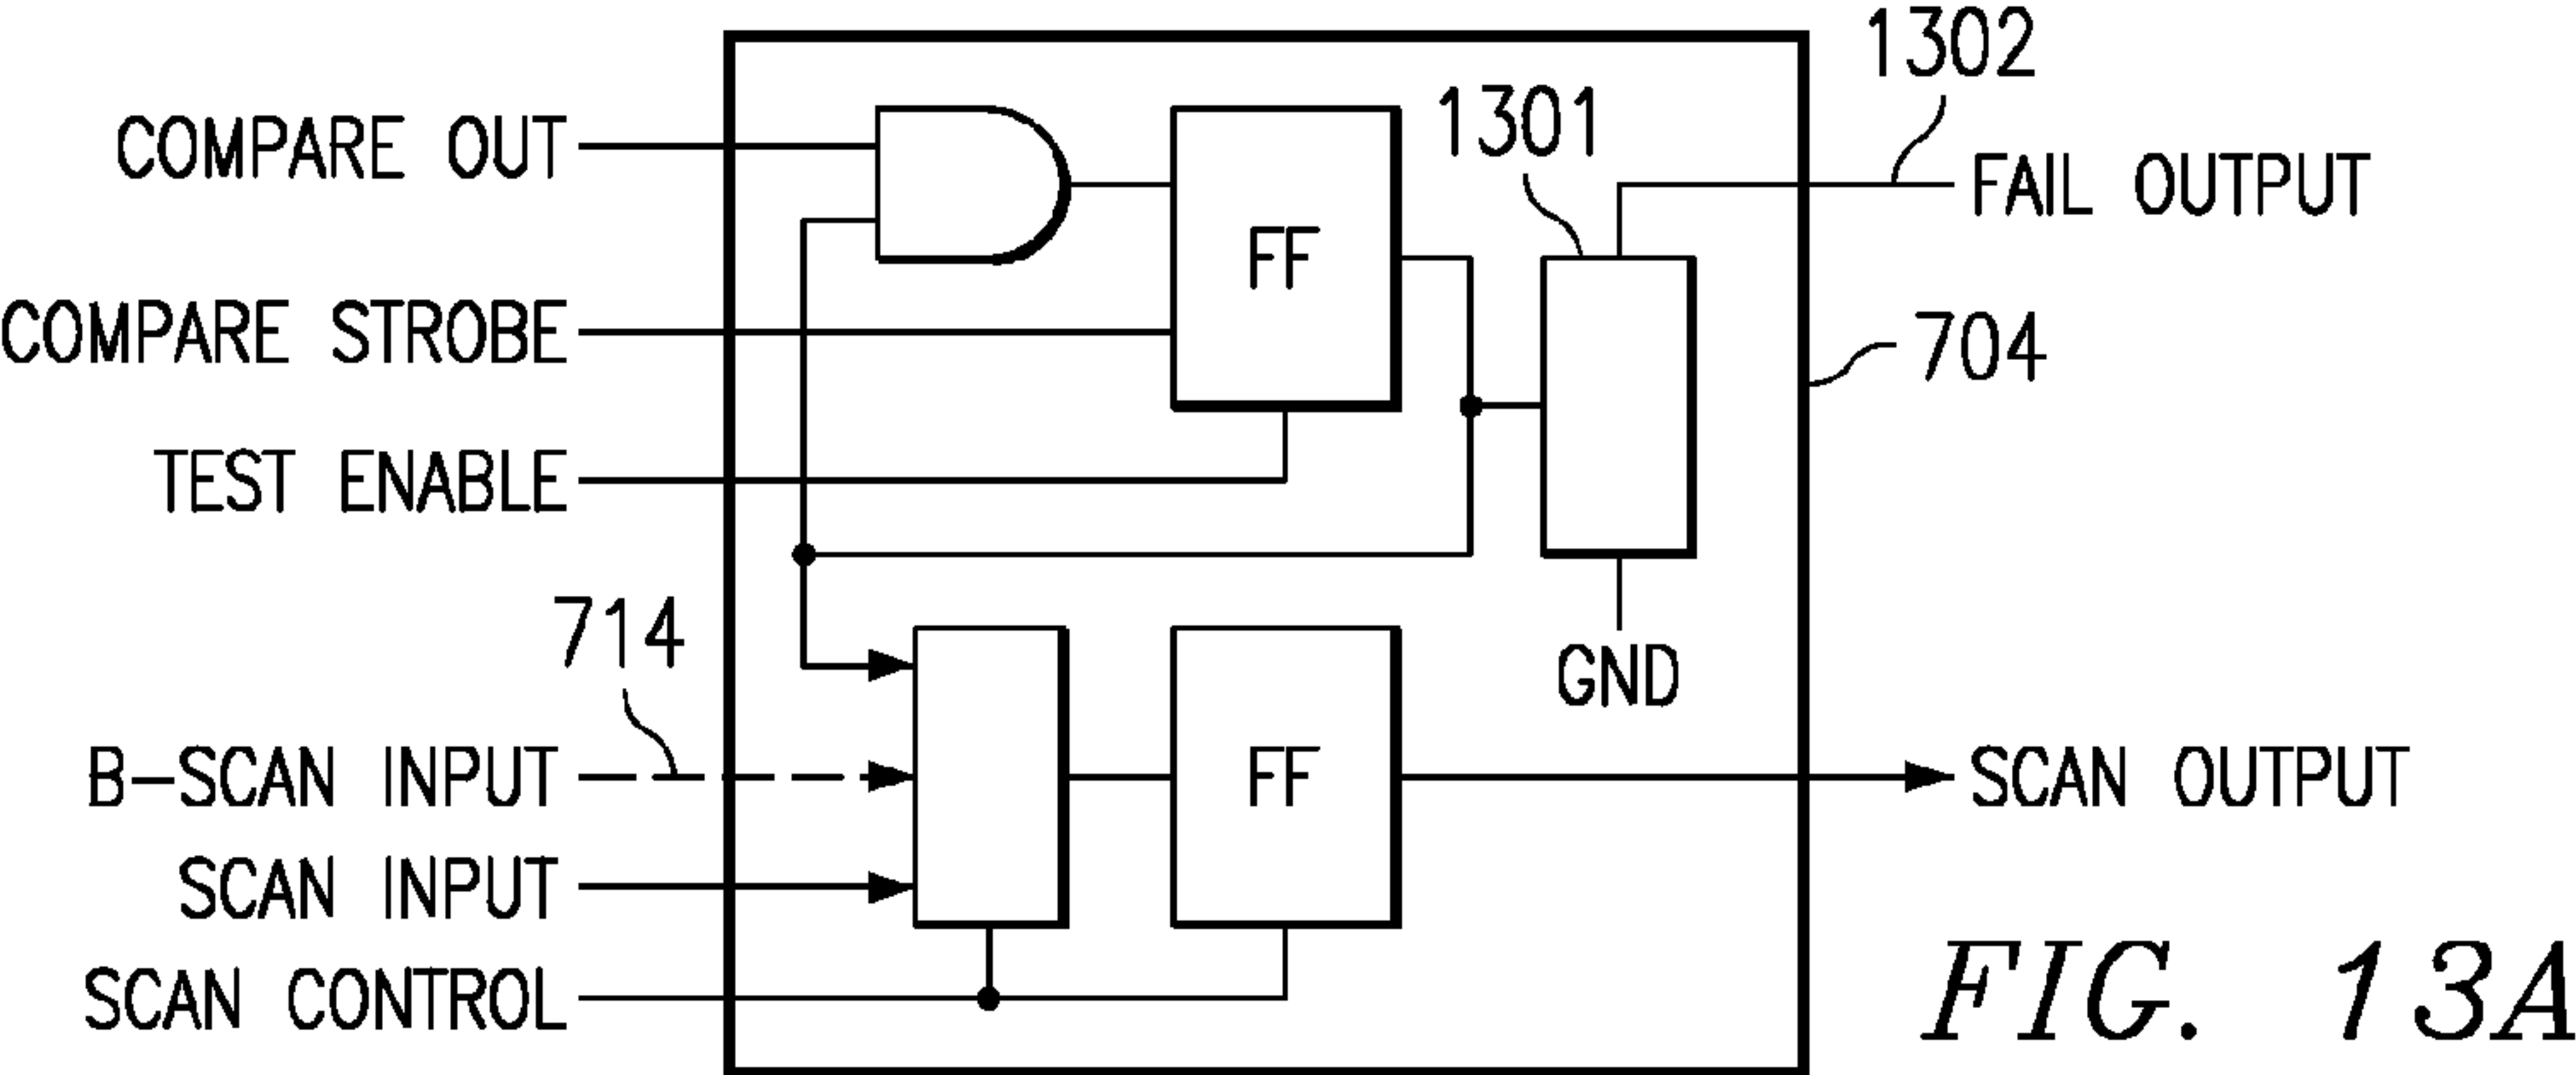 1302
COMPARE OUT
1301
FAIL OUTPUT
FF
COMPARE STROBE
704
TEST ENABLE
714
GND
B-SCAN INPUT
FF
SCAN OUTPUT
SCAN INPUT
SCAN CONTROL
FIG. 13A